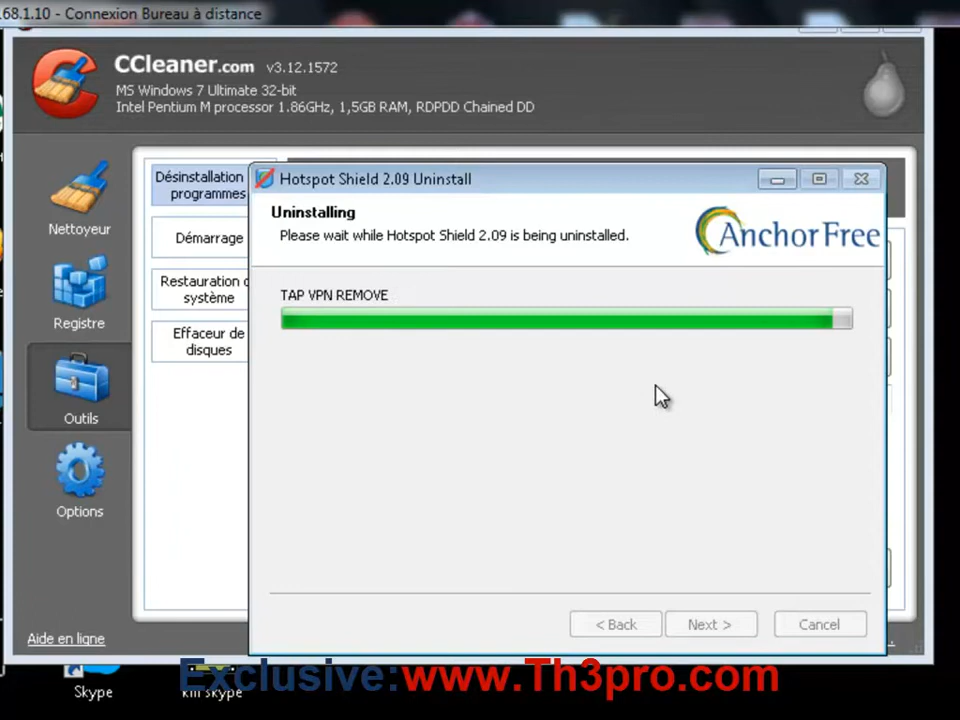 68.1.10 - Connexion Bureau à distance
CCleaner.com v3.12.1572
MS Windows 7 Ultimate 32-bit
Intel Pentium M processor 1.86GHz, 1,5GB RAM, RDPDD Chained DD
Nettoyeur
Registre
Outils
Options
Aide en ligne
Désinstallation
programmes
Démarrage
Restauration
système
Effaceur de
disques
Hotspot Shield 2.09 Uninstall
Uninstalling
Please wait while Hotspot Shield 2.09 is being uninstalled.
AnchorFree
TAP VPN REMOVE
< Back
Next >
Cancel
Skype
kill skype
Exclusive:www.Th3pro.com